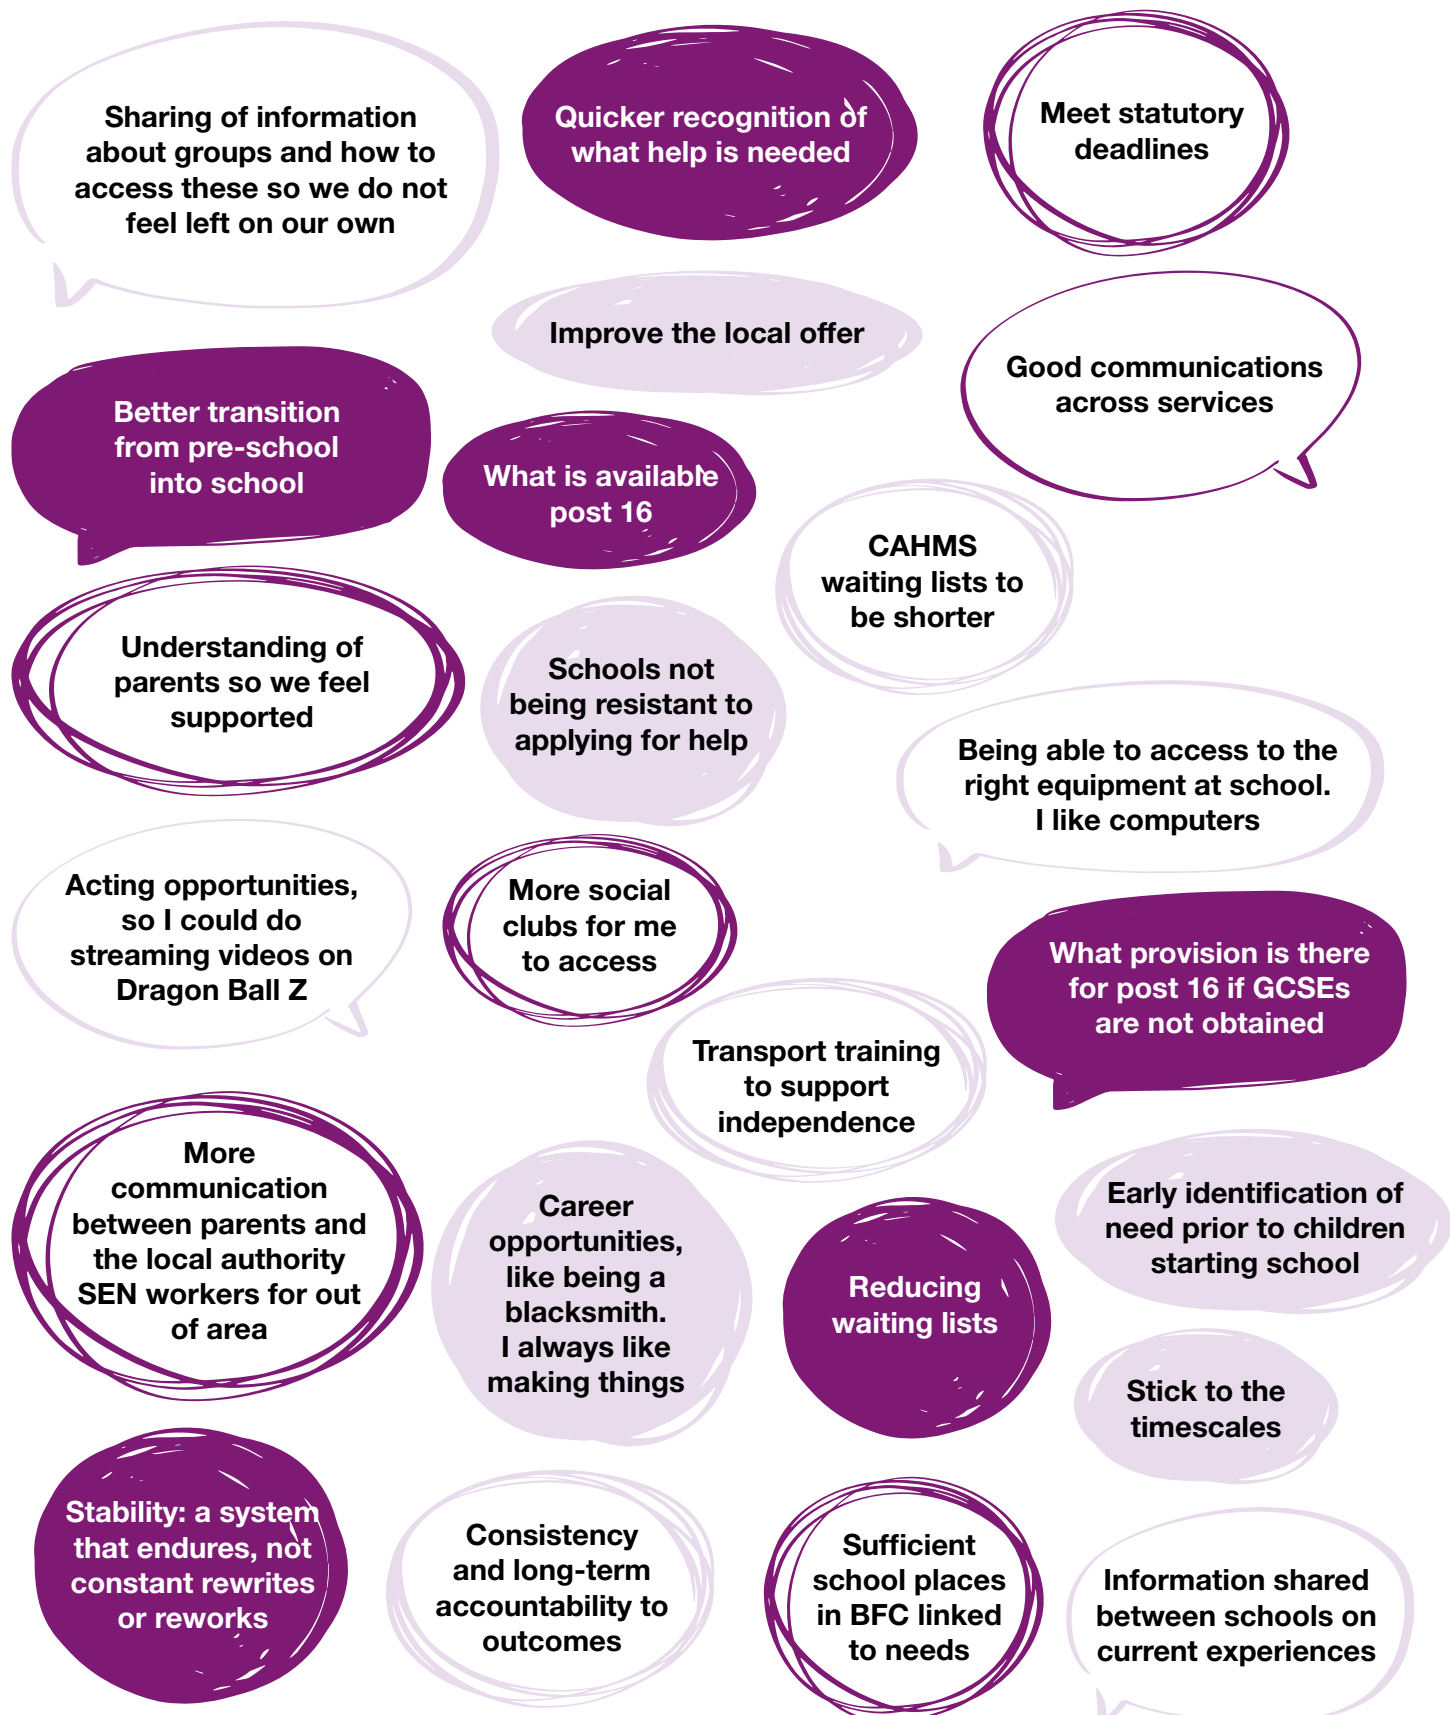 Sharing of information
about groups and how to
access these so we do not
feel left on our own
Quicker recognition of
what help is needed
Meet statutory
deadlines
Improve the local offer
Good communications
across services
Better transition
from pre-school
into school
What is available
post 16
CAHMS
waiting lists to
be shorter
Understanding of
parents so we feel
supported
Schools not
being resistant to
applying for help
Being able to access to the
right equipment at school.
I like computers
Acting opportunities,
so I could do
streaming videos on
Dragon Ball Z
More social
clubs for me
to access
What provision is there
for post 16 if GCSEs
are not obtained
Transport training
to support
independence
More
communication
between parents and
the local authority
SEN workers for out
of area
Career
opportunities,
like being a
blacksmith.
I always like
making things
Reducing
waiting lists
Early identification of
need prior to children
starting school
Stick to the
timescales
Stability: a system
that endures, not
constant rewrites
or reworks
Consistency
and long-term
accountability to
outcomes
Sufficient
school places
in BFC linked
to needs
Information shared
between schools on
current experiences